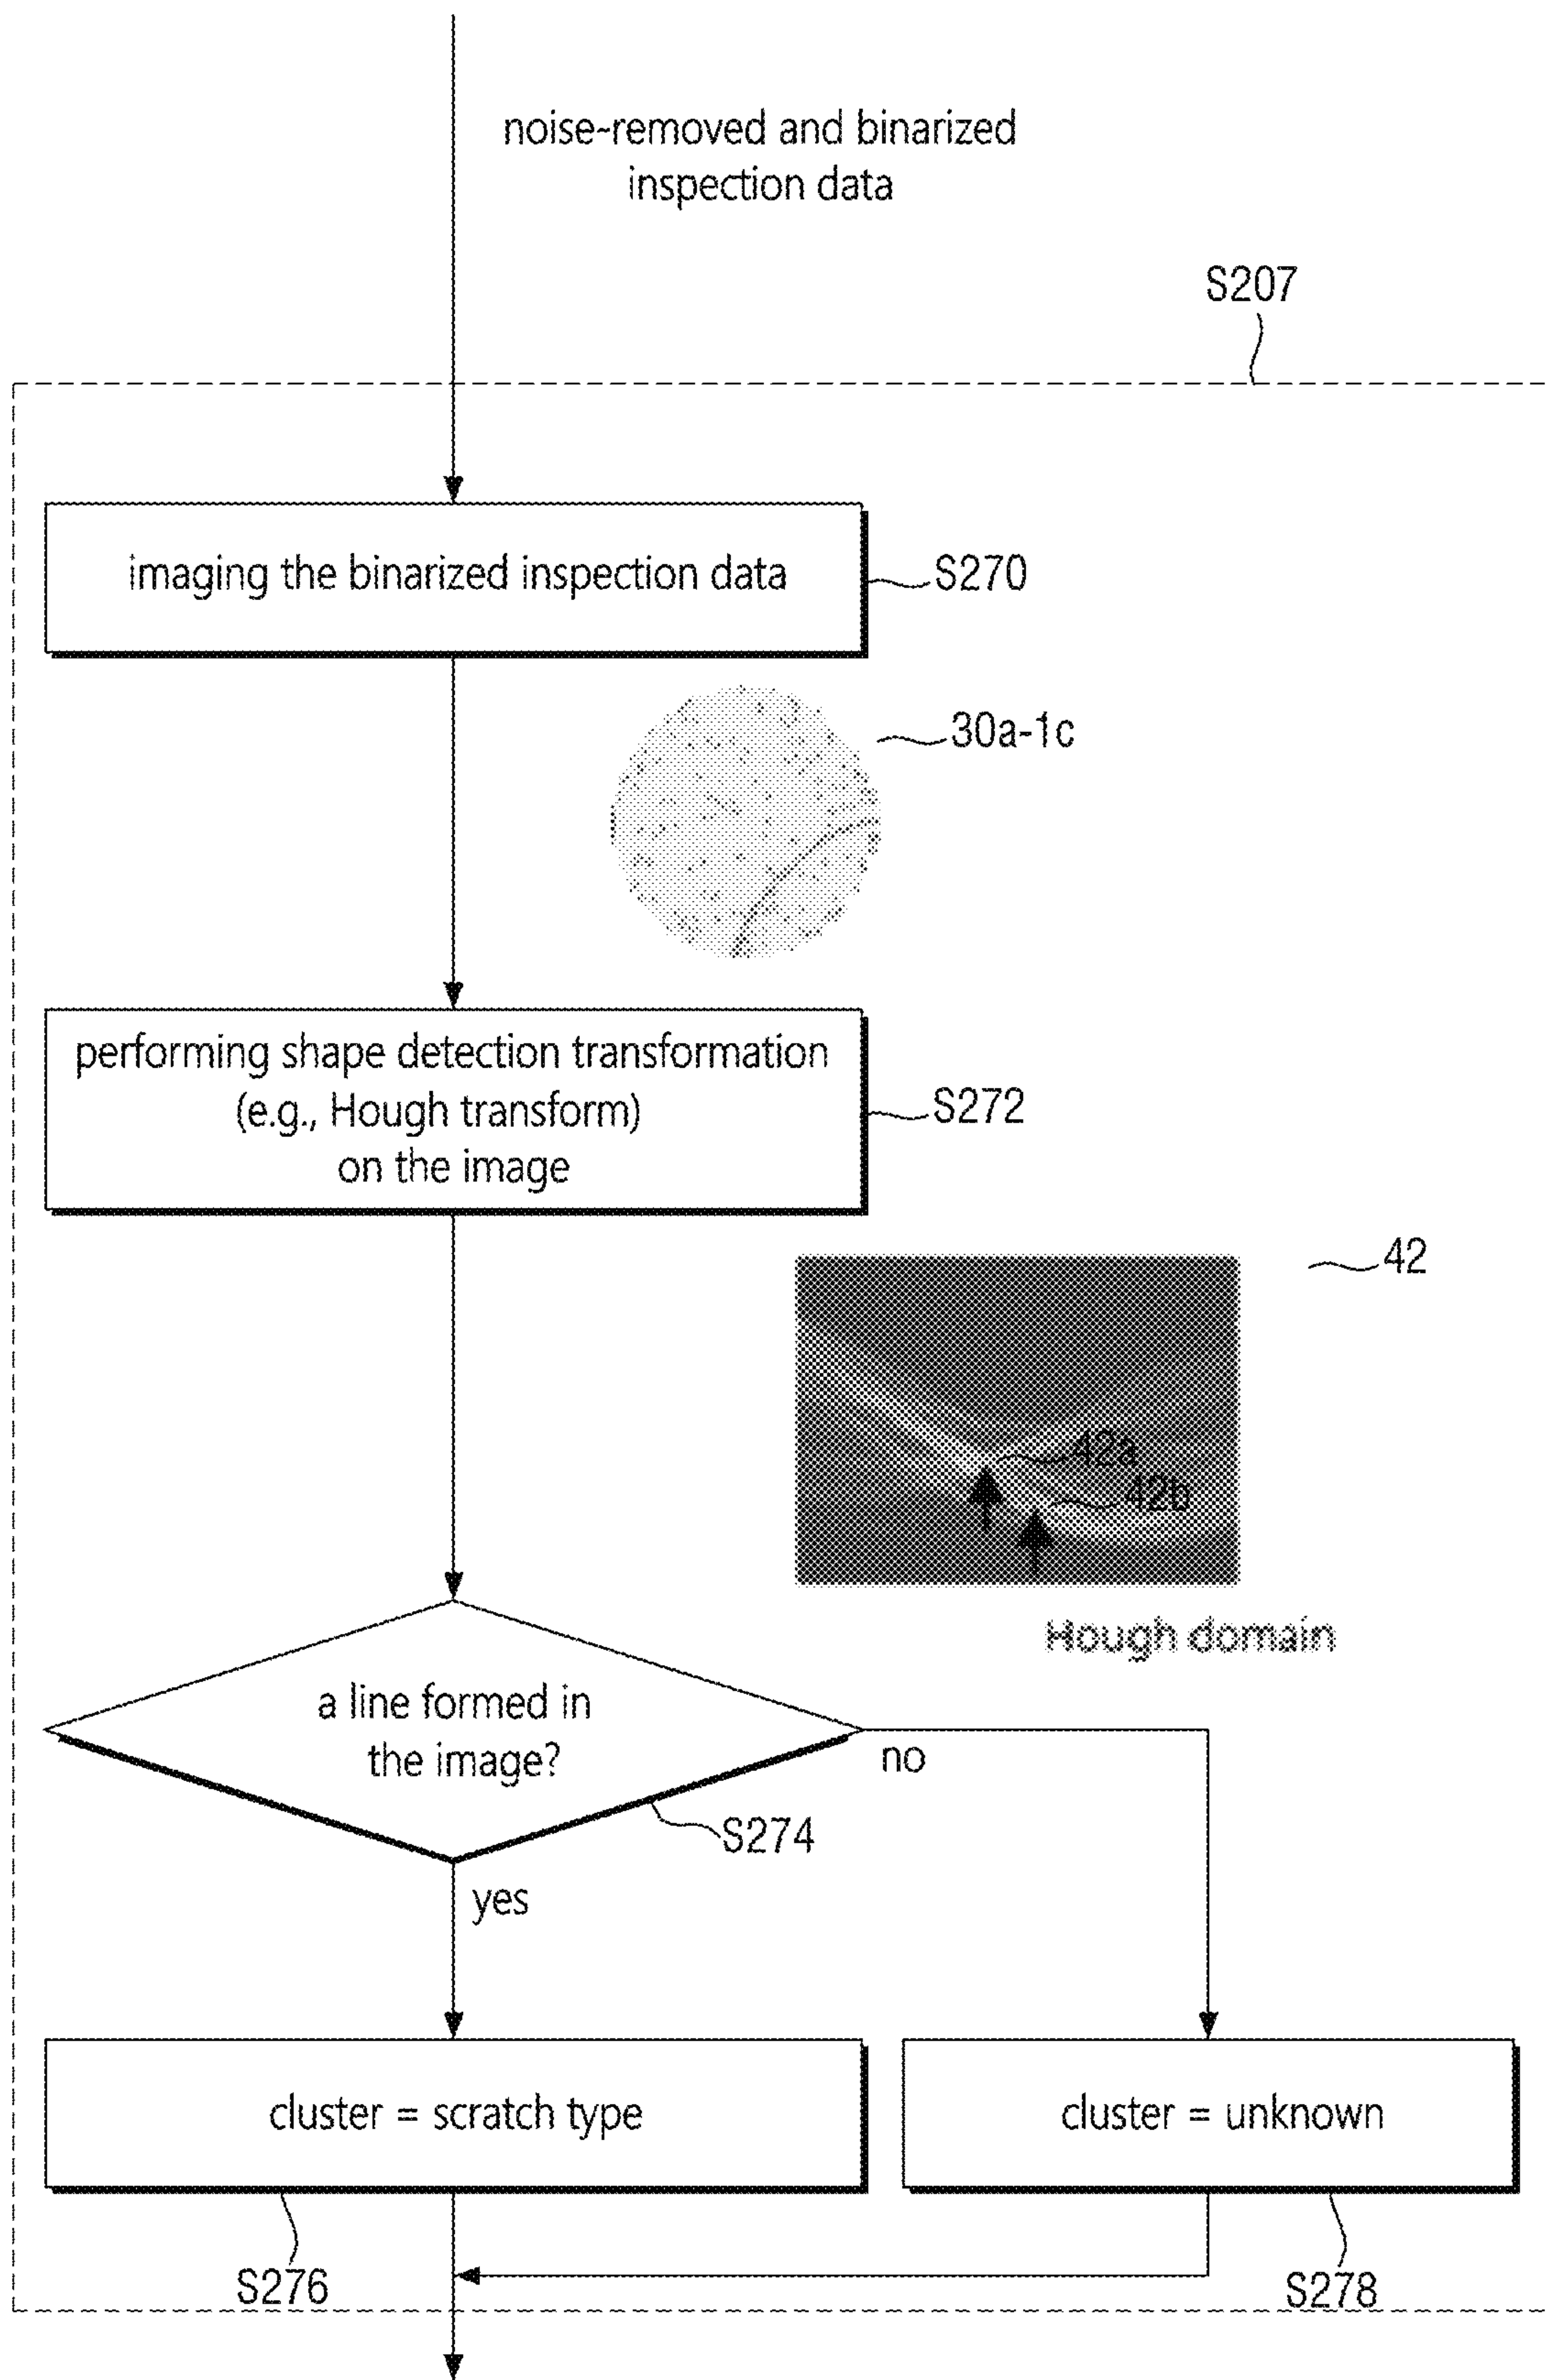 noise-removed and binarized
inspection data
S207
imaging the binarized inspection data
S270
30a-1c
performing shape detection transformation
(e.g., Hough transform)
on the image
S272
42
42a
42b
Hough domain
a line formed in
the image?
no
S274
yes
cluster = scratch type
cluster = unknown
S276
S278